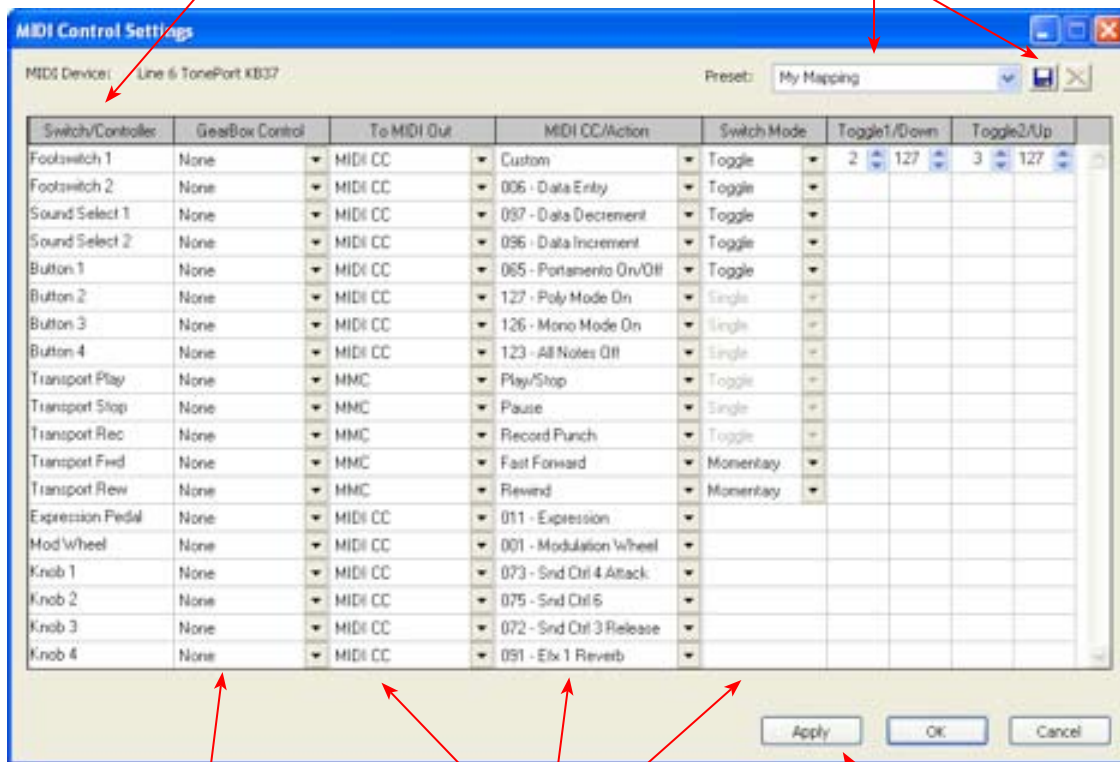 MIDI Control Settings
MIDI Device: Line 6 TonePort KB37 Preset: My Mapping
Switch/Controller GearBox Control To MIDI Out MIDI CC/Action Switch Mode Toggle1/Down Toggle2/Up
Footswitch 1 None MIDI CC Custom Toggle 2 127 3 127
Footswitch 2 None MIDI CC 006 - Data Entry Toggle
Sound Select 1 None MIDI CC 097 - Data Decrement Toggle
Sound Select 2 None MIDI CC 096 - Data Increment Toggle
Button 1 None MIDI CC 065 - Portamento On/Off Toggle
Button 2 None MIDI CC 127 - Poly Mode On Single
Button 3 None MIDI CC 126 - Mono Mode On Single
Button 4 None MIDI CC 123 - All Notes Off Single
Transport Play None MMC Play/Stop Toggle
Transport Stop None MMC Pause Single
Transport Rec None MMC Record Punch Toggle
Transport Fwd None MMC Fast Forward Momentary
Transport Rew None MMC Rewind Momentary
Expression Pedal None MIDI CC 011 - Expression
Mod Wheel None MIDI CC 001 - Modulation Wheel
Knob 1 None MIDI CC 073 - Snd Ctrl 4 Attack
Knob 2 None MIDI CC 075 - Snd Ctrl 6
Knob 3 None MIDI CC 072 - Snd Ctrl 3 Release
Knob 4 None MIDI CC 091 - Efx 1 Reverb
Apply OK Cancel